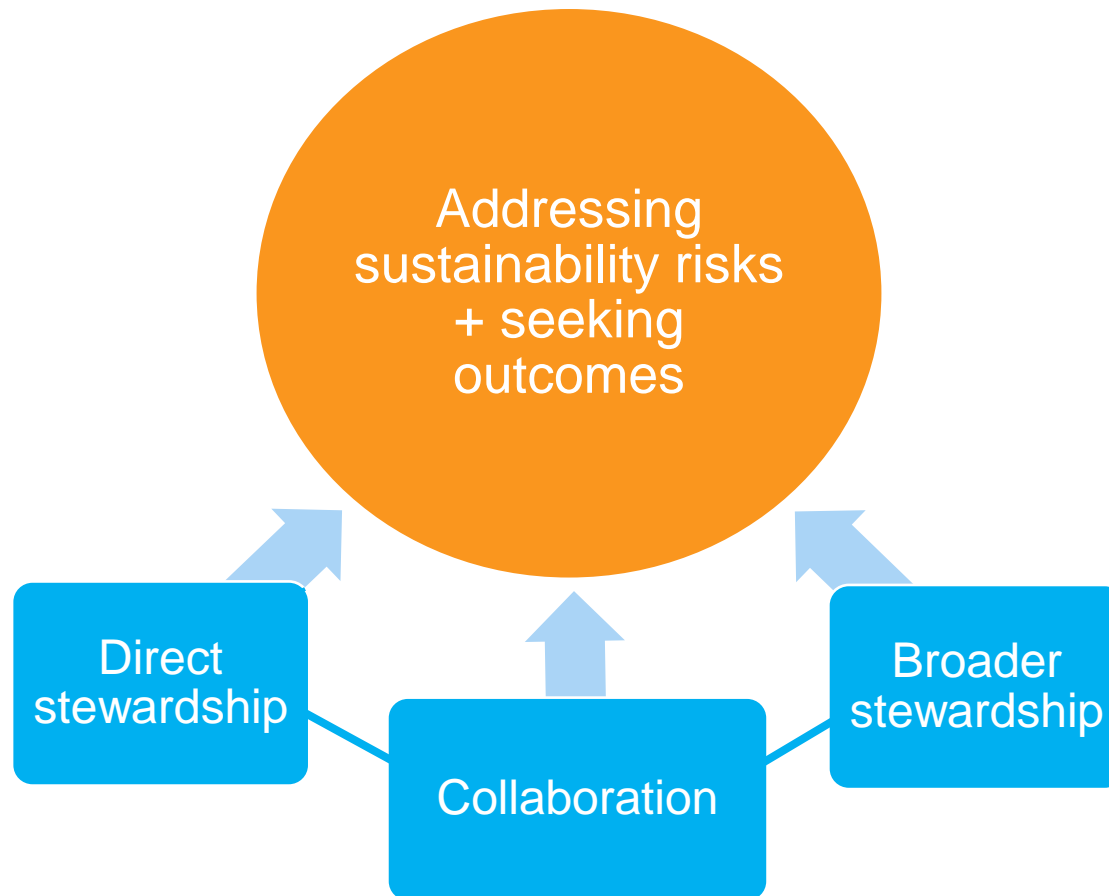 Addressing
sustainability risks
+ seeking
outcomes
Direct
stewardship
Collaboration
Broader
stewardship